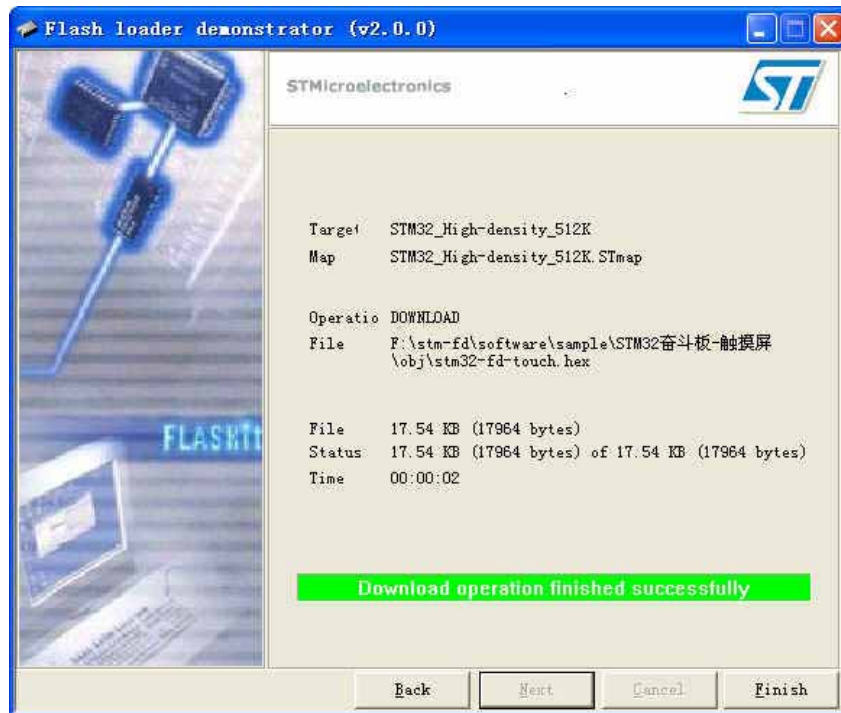 Flash loader demonstrator (v2.0.0)
STMicroelectronics
ST
Target STM32_High-density_512K
Map STM32_High-density_512K.STmap
Operatio DOWNLOAD
File F:\stm-fd\software\sample\STM32奋斗板-触摸屏
\obj\stm32-fd-touch.hex
File 17.54 KB (17964 bytes)
Status 17.54 KB (17964 bytes) of 17.54 KB (17964 bytes)
Time 00:00:02
Download operation finished successfully
Back Next Cancel Finish